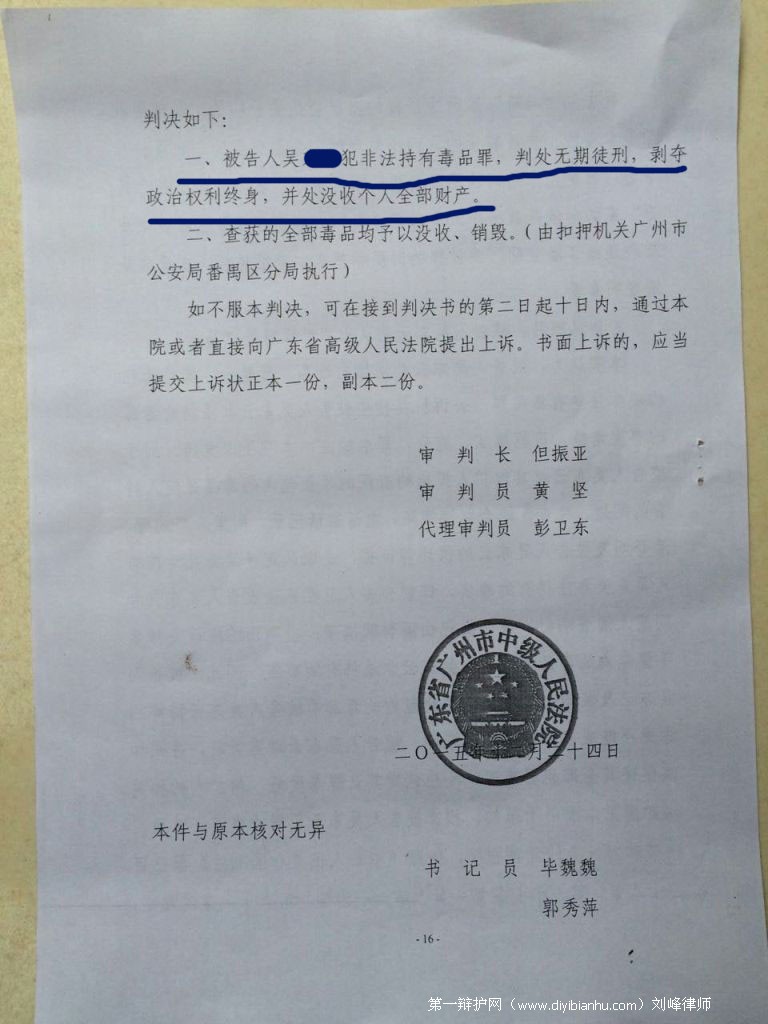 判决如下：
一、被告人吴 犯非法持有毒品罪，判处无期徒刑，剥夺
政治权利终身，并处没收个人全部财产。
二、查获的全部毒品均予以没收、销毁。（由扣押机关广州市
公安局番禺区分局执行）
如不服本判决，可在接到判决书的第二日起十日内，通过本
院或者直接向广东省高级人民法院提出上诉。书面上诉的，应当
提交上诉状正本一份，副本二份。
审 判 长 但振亚
审 判 员 黄 坚
代理审判员 彭卫东
广东省广州市中级人民法院
二〇一五年十二月二十四日
本件与原本核对无异
书 记 员 毕魏魏
郭秀萍
- 16 -
第一辩护网（www.diyibianhu.com）刘峰律师